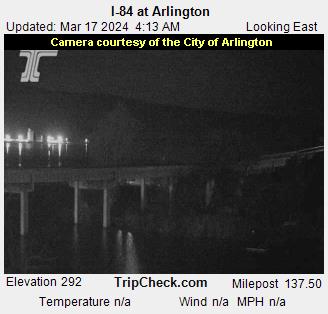 I-84 at Arlington
Updated: Mar 17 2024 4:13 AM Looking East
Camera courtesy of the City of Arlington
Elevation 292 TripCheck.com Milepost 137.50
Temperature n/a Wind n/a MPH n/a